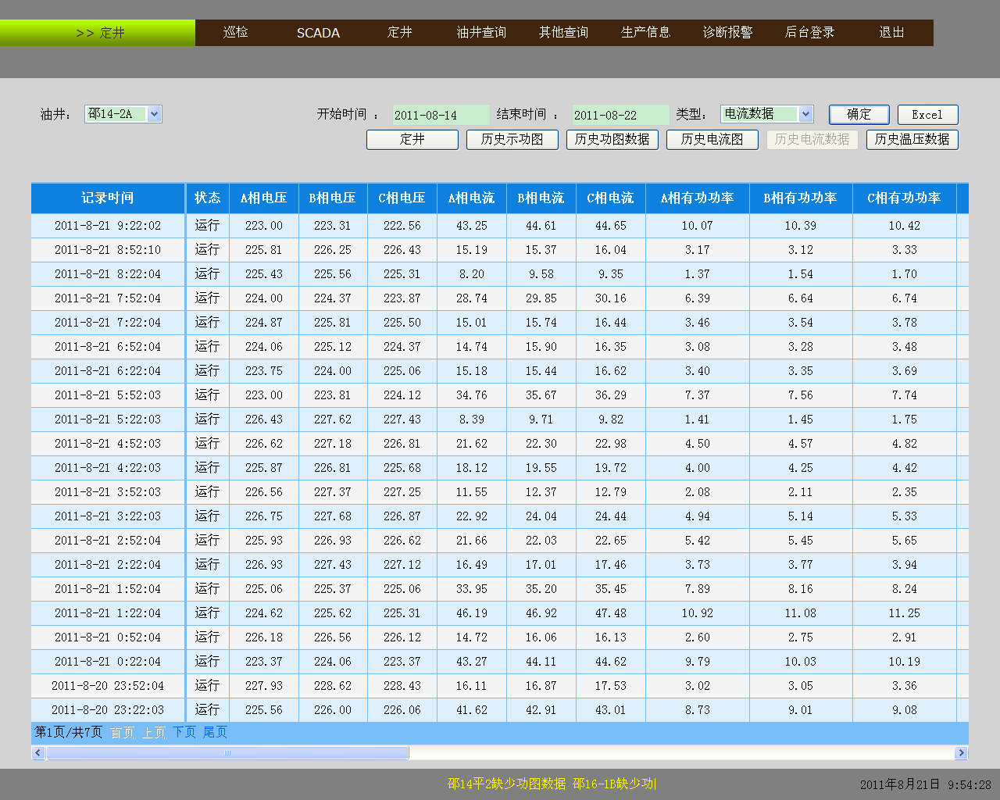 >> 定井 巡检 SCADA 定井 油井查询 其他查询 生产信息 诊断报警 后台登录 退出
油井： 邵14-2A 开始时间 ： 2011-08-14 结束时间 ： 2011-08-22 类型： 电流数据 确定 Excel
定井 历史示功图 历史功图数据 历史电流图 历史电流数据 历史温压数据
记录时间 状态 A相电压 B相电压 C相电压 A相电流 B相电流 C相电流 A相有功功率 B相有功功率 C相有功功率
2011-8-21 9:22:02 运行 223.00 223.31 222.56 43.25 44.61 44.65 10.07 10.39 10.42
2011-8-21 8:52:10 运行 225.81 226.25 226.43 15.19 15.37 16.04 3.17 3.12 3.33
2011-8-21 8:22:04 运行 225.43 225.56 225.31 8.20 9.58 9.35 1.37 1.54 1.70
2011-8-21 7:52:04 运行 224.00 224.37 223.87 28.74 29.85 30.16 6.39 6.64 6.74
2011-8-21 7:22:04 运行 224.87 225.81 225.50 15.01 15.74 16.44 3.46 3.54 3.78
2011-8-21 6:52:04 运行 224.06 225.12 224.37 14.74 15.90 16.35 3.08 3.28 3.48
2011-8-21 6:22:04 运行 223.75 224.00 225.06 15.18 15.44 16.62 3.40 3.35 3.69
2011-8-21 5:52:03 运行 223.00 223.81 224.12 34.76 35.67 36.29 7.37 7.56 7.74
2011-8-21 5:22:03 运行 226.43 227.62 227.43 8.39 9.71 9.82 1.41 1.45 1.75
2011-8-21 4:52:03 运行 226.62 227.18 226.81 21.62 22.30 22.98 4.50 4.57 4.82
2011-8-21 4:22:03 运行 225.87 226.81 225.68 18.12 19.55 19.72 4.00 4.25 4.42
2011-8-21 3:52:03 运行 226.56 227.37 227.25 11.55 12.37 12.79 2.08 2.11 2.35
2011-8-21 3:22:03 运行 226.75 227.68 226.87 22.92 24.04 24.44 4.94 5.14 5.33
2011-8-21 2:52:04 运行 225.93 226.93 226.62 21.66 22.03 22.65 5.42 5.45 5.65
2011-8-21 2:22:04 运行 226.93 227.43 227.12 16.49 17.01 17.46 3.73 3.77 3.94
2011-8-21 1:52:04 运行 225.06 225.37 225.06 33.95 35.20 35.45 7.89 8.16 8.24
2011-8-21 1:22:04 运行 224.62 225.62 225.31 46.19 46.92 47.48 10.92 11.08 11.25
2011-8-21 0:52:04 运行 226.18 226.56 226.12 14.72 16.06 16.13 2.60 2.75 2.91
2011-8-21 0:22:04 运行 223.37 224.06 223.37 43.27 44.11 44.62 9.79 10.03 10.19
2011-8-20 23:52:04 运行 227.93 228.62 228.43 16.11 16.87 17.53 3.02 3.05 3.36
2011-8-20 23:22:03 运行 225.56 226.00 226.06 41.62 42.91 43.01 8.73 9.01 9.08
第1页/共7页 首页 上页 下页 尾页
邵14平2缺少功图数据 邵16-1B缺少功 2011年8月21日 9:54:28